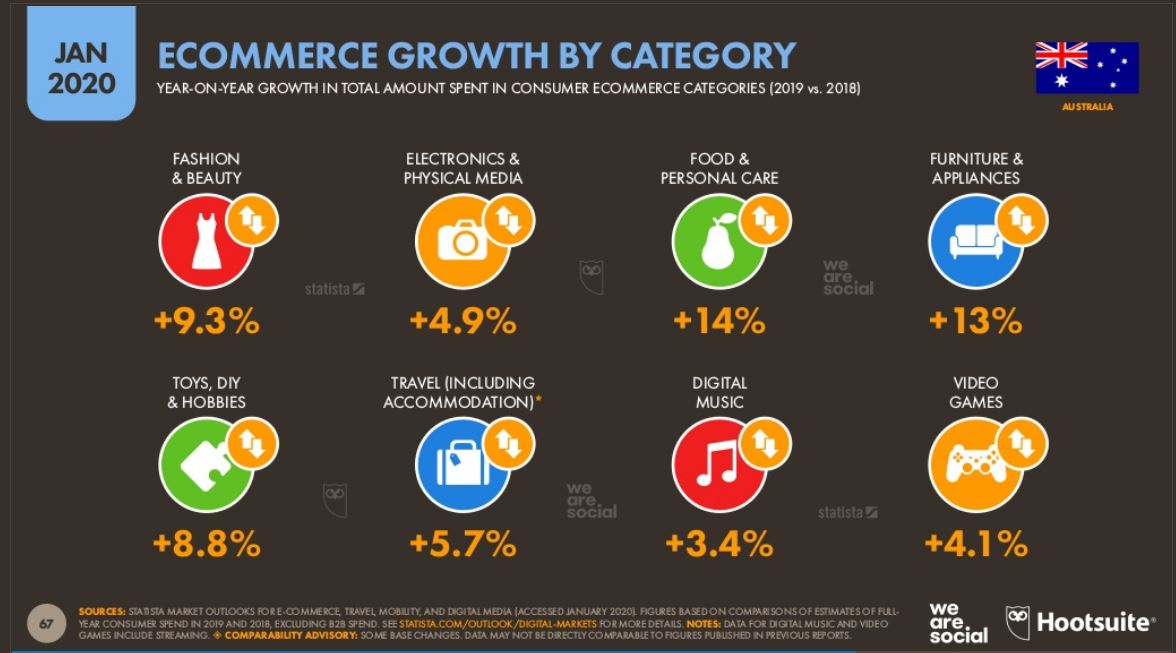 JAN
2020
ECOMMERCE GROWTH BY CATEGORY
YEAR-ON-YEAR GROWTH IN TOTAL AMOUNT SPENT IN CONSUMER ECOMMERCE CATEGORIES (2019 vs. 2018)
AUSTRALIA
FASHION
& BEAUTY
+9.3%
ELECTRONICS &
PHYSICAL MEDIA
+4.9%
FOOD &
PERSONAL CARE
+14%
FURNITURE &
APPLIANCES
+13%
statista
we
are
social
TOYS, DIY
& HOBBIES
+8.8%
TRAVEL (INCLUDING
ACCOMMODATION)*
+5.7%
DIGITAL
MUSIC
+3.4%
VIDEO
GAMES
+4.1%
we
are
social
statista
67
SOURCES: STATISTA MARKET OUTLOOKS FOR E-COMMERCE, TRAVEL, MOBILITY, AND DIGITAL MEDIA (ACCESSED JANUARY 2020). FIGURES BASED ON COMPARISONS OF ESTIMATES OF FULL-
YEAR CONSUMER SPEND IN 2019 AND 2018, EXCLUDING B2B SPEND. SEE STATISTA.COM/OUTLOOK/DIGITAL-MARKETS FOR MORE DETAILS. NOTES: DATA FOR DIGITAL MUSIC AND VIDEO
GAMES INCLUDE STREAMING. ◈ COMPARABILITY ADVISORY: SOME BASE CHANGES. DATA MAY NOT BE DIRECTLY COMPARABLE TO FIGURES PUBLISHED IN PREVIOUS REPORTS.
we
are
social
Hootsuite®